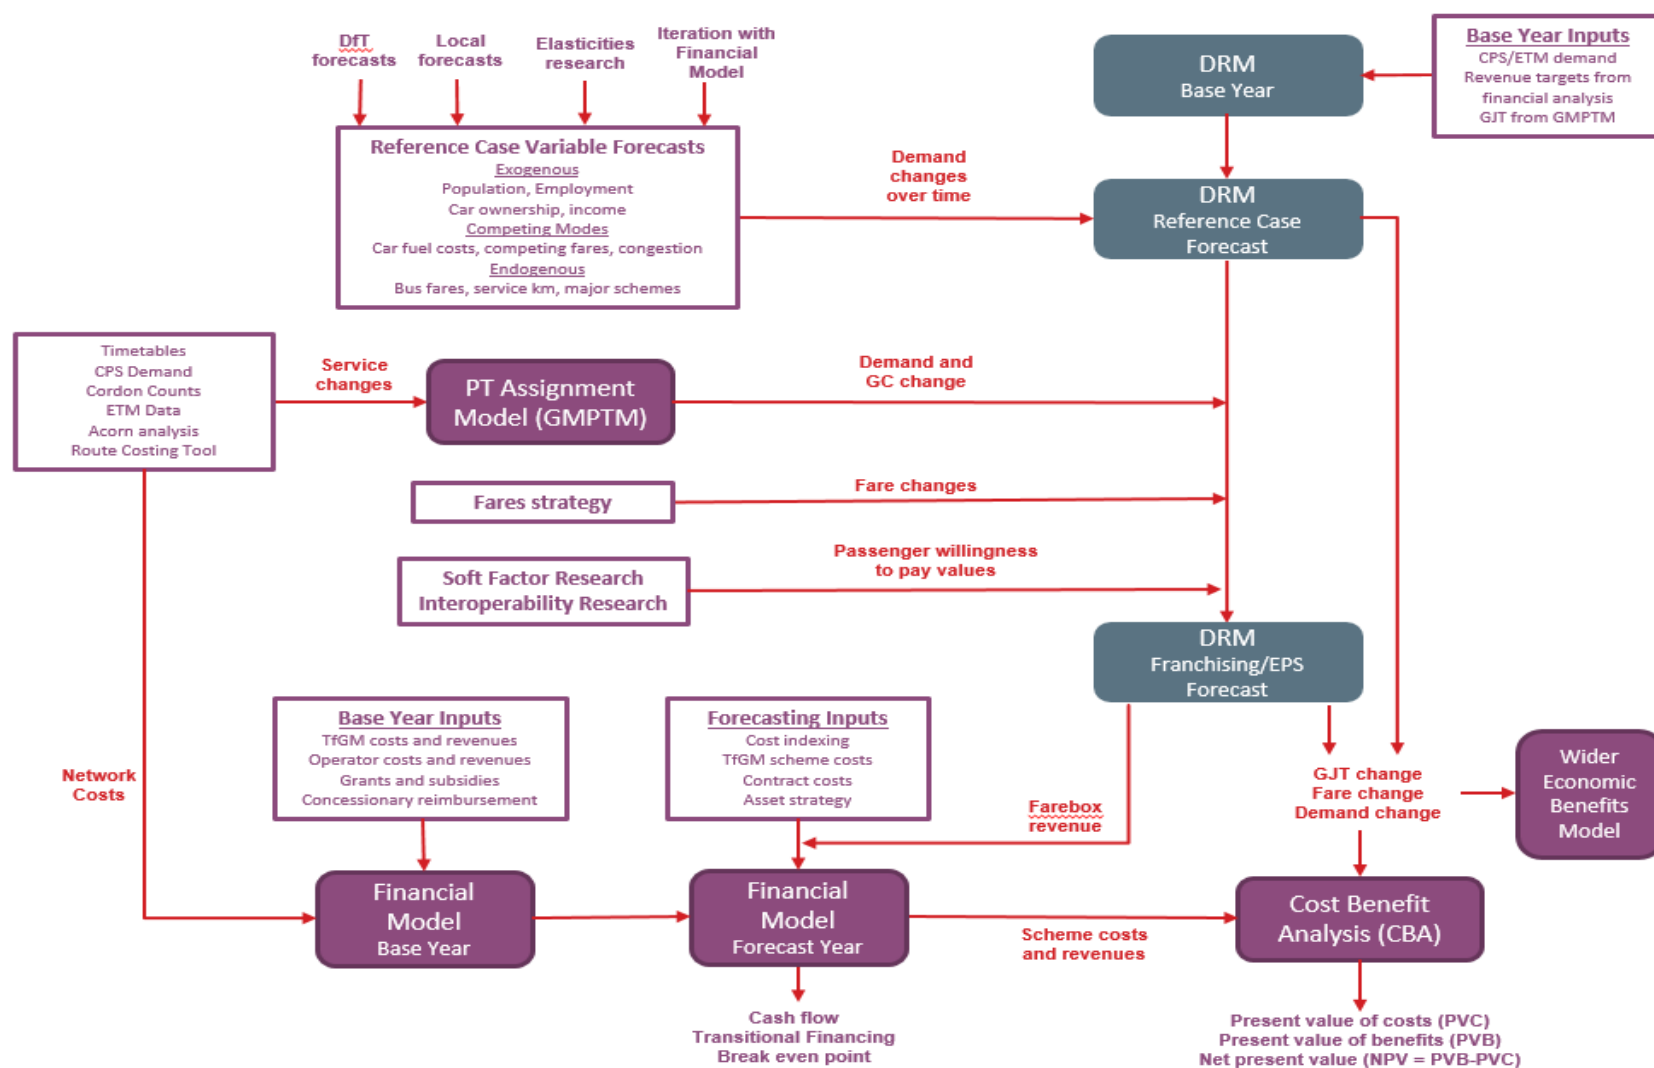 DfT
forecasts
Local
forecasts
Elasticities
research
Iteration with
Financial
Model
DRM
Base Year
Base Year Inputs
CPS/ETM demand
Revenue targets from
financial analysis
GJT from GMPTM
Reference Case Variable Forecasts
Exogenous
Population, Employment
Car ownership, income
Competing Modes
Car fuel costs, competing fares, congestion
Endogenous
Bus fares, service km, major schemes
Demand
changes
over time
DRM
Reference Case
Forecast
Timetables
CPS Demand
Cordon Counts
ETM Data
Acorn analysis
Route Costing Tool
Service
changes
PT Assignment
Model (GMPTM)
Demand and
GC change
Fares strategy
Fare changes
Soft Factor Research
Interoperability Research
Passenger willingness
to pay values
DRM
Franchising/EPS
Forecast
Network
Costs
Base Year Inputs
TfGM costs and revenues
Operator costs and revenues
Grants and subsidies
Concessionary reimbursement
Forecasting Inputs
Cost indexing
TfGM scheme costs
Contract costs
Asset strategy
Farebox
revenue
GJT change
Fare change
Demand change
Wider
Economic
Benefits
Model
Financial
Model
Base Year
Financial
Model
Forecast Year
Scheme costs
and revenues
Cost Benefit
Analysis (CBA)
Cash flow
Transitional Financing
Break even point
Present value of costs (PVC)
Present value of benefits (PVB)
Net present value (NPV = PVB-PVC)